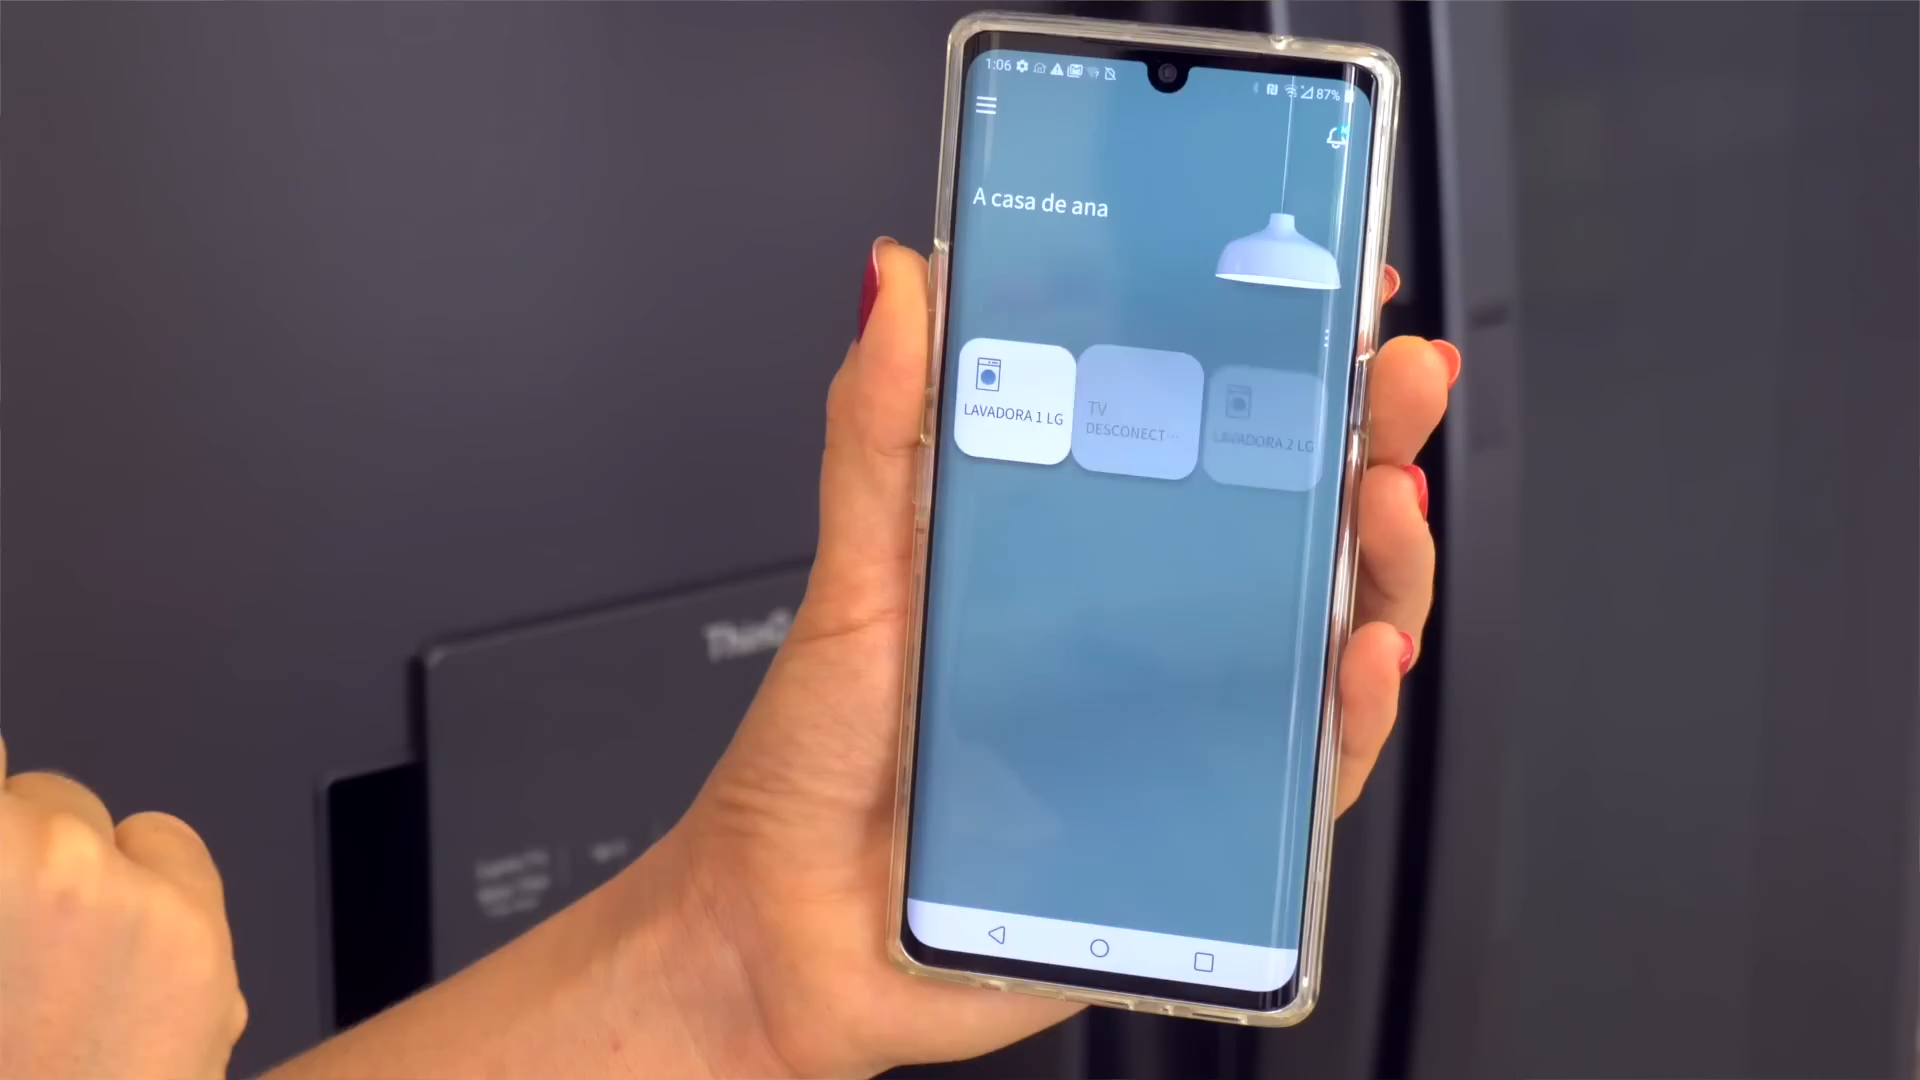 1:06
87%
A casa de ana
LAVADORA 1 LG
TV
DESCONECT...
LAVADORA 2 LG